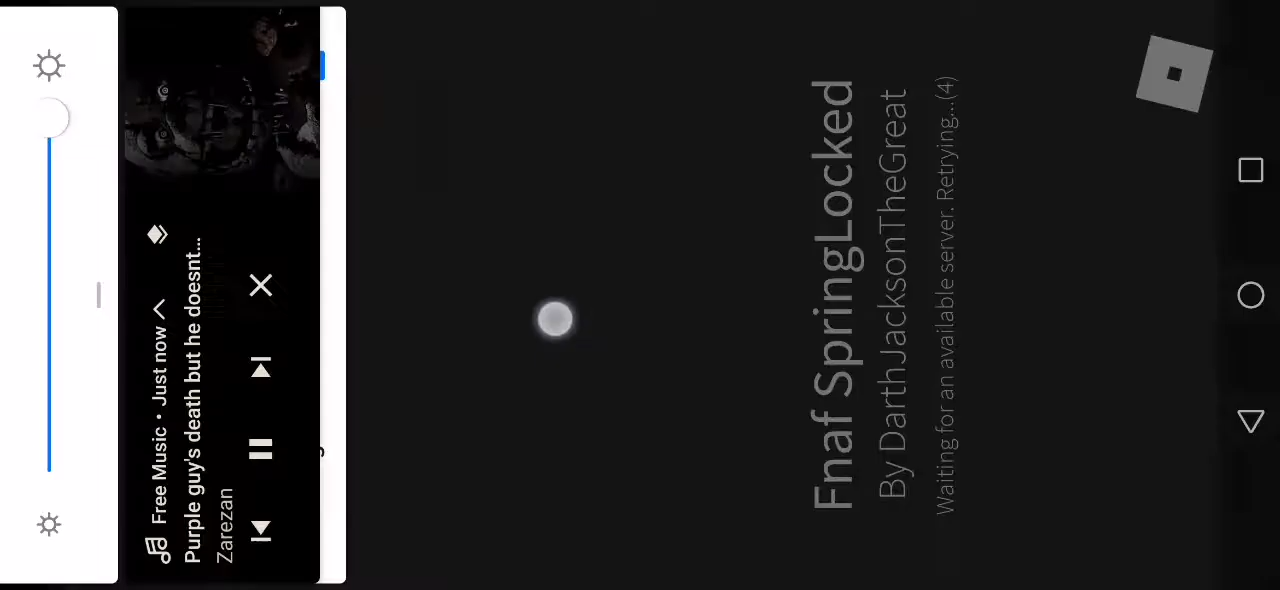 Free Music • Just now
Purple guy's death but he doesnt...
Zarezan
Fnaf SpringLocked
By DarthJacksonTheGreat
Waiting for an available server. Retrying...(4)